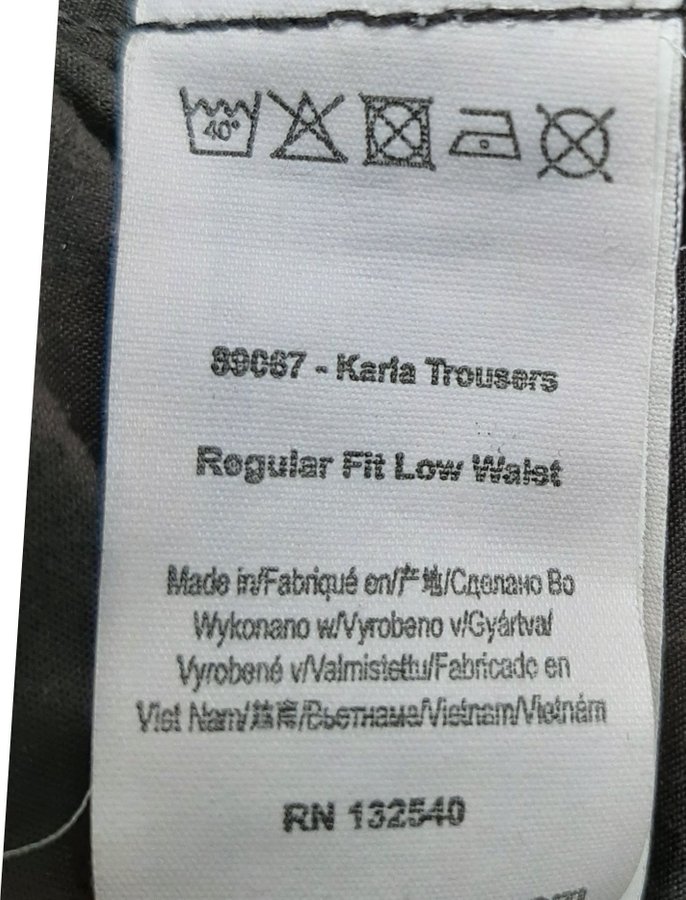 40°
89067 - Karla Trousers
Regular Fit Low Waist
Made in/Fabriqué en/产地/Сделано Во
Wykonano w/Vyrobeno v/Gyártva/
Vyrobené v/Valmistettu/Fabricado en
Viet Nam/越南/Вьетнаме/Vietnam/Vietnám
RN 132540